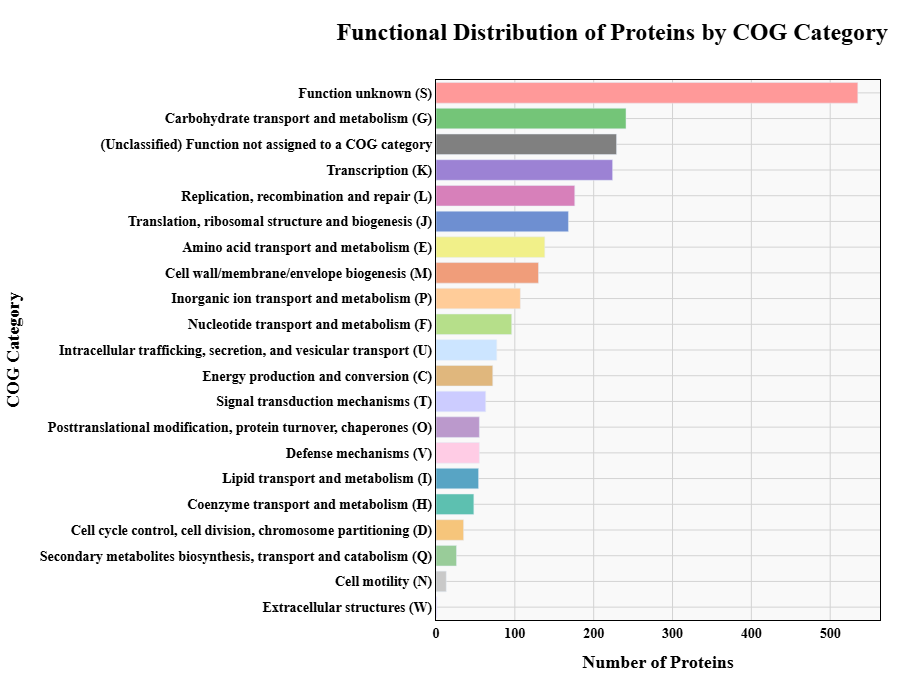 Functional Distribution of Proteins by COG Category
Function unknown (S)
Carbohydrate transport and metabolism (G)
(Unclassified) Function not assigned to a COG category
Transcription (K)
Replication, recombination and repair (L)
Translation, ribosomal structure and biogenesis (J)
Amino acid transport and metabolism (E)
Cell wall/membrane/envelope biogenesis (M)
Inorganic ion transport and metabolism (P)
Nucleotide transport and metabolism (F)
Intracellular trafficking, secretion, and vesicular transport (U)
Energy production and conversion (C)
Signal transduction mechanisms (T)
Posttranslational modification, protein turnover, chaperones (O)
Defense mechanisms (V)
Lipid transport and metabolism (I)
Coenzyme transport and metabolism (H)
Cell cycle control, cell division, chromosome partitioning (D)
Secondary metabolites biosynthesis, transport and catabolism (Q)
Cell motility (N)
Extracellular structures (W)
COG Category
0 100 200 300 400 500
Number of Proteins